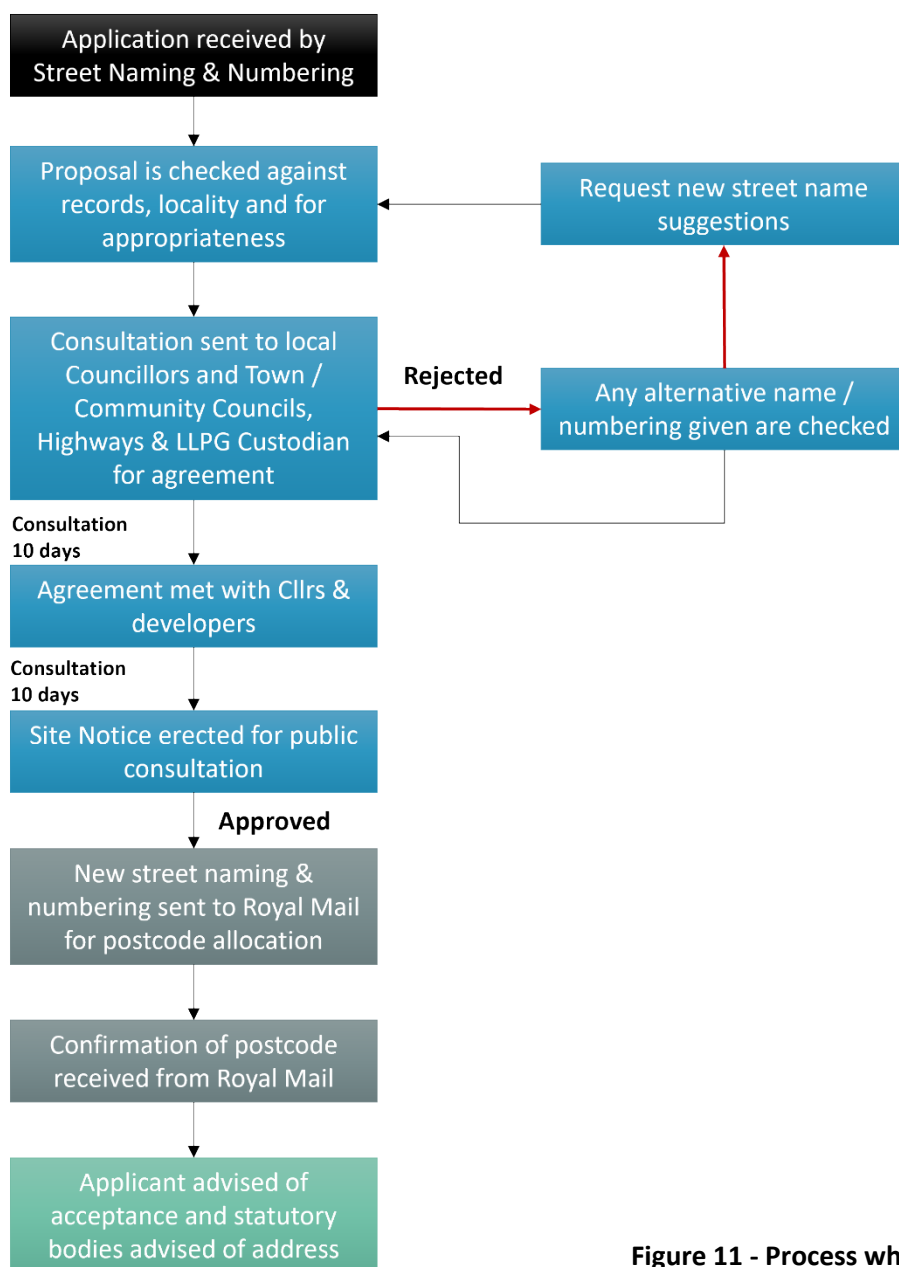 Application received by
Street Naming & Numbering
Proposal is checked against
records, locality and for
appropriateness
Request new street name
suggestions
Consultation sent to local
Councillors and Town /
Community Councils,
Highways & LLPG Custodian
for agreement
Rejected
Any alternative name /
numbering given are checked
Consultation
10 days
Agreement met with Cllrs &
developers
Consultation
10 days
Site Notice erected for public
consultation
Approved
New street naming &
numbering sent to Royal Mail
for postcode allocation
Confirmation of postcode
received from Royal Mail
Applicant advised of
acceptance and statutory
bodies advised of address
Figure 11 - Process wh